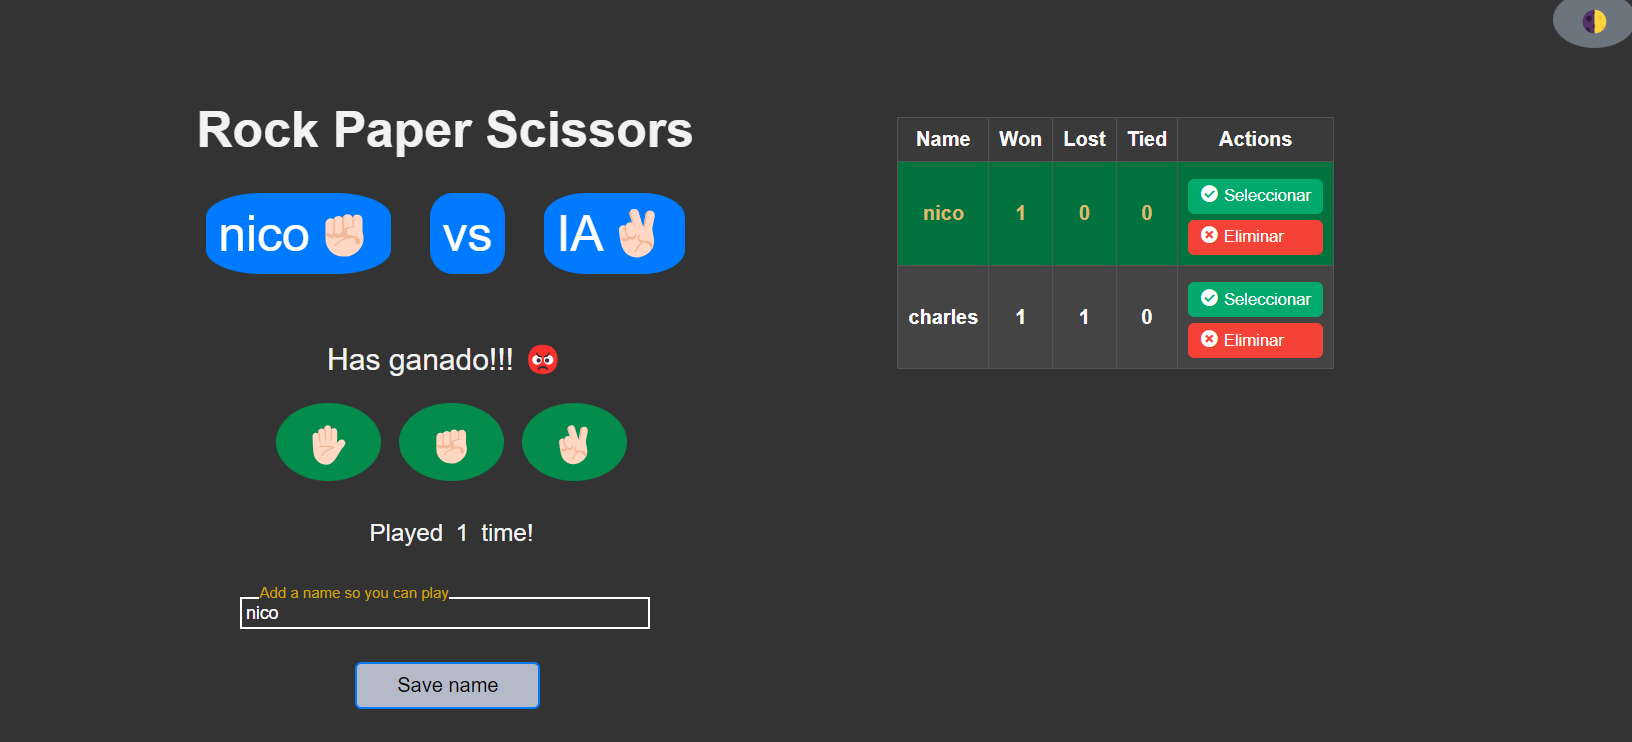 Rock Paper Scissors
nico vs IA
Has ganado!!!
Played 1 time!
Add a name so you can play
nico
Save name
Name Won Lost Tied Actions
nico 1 0 0 Seleccionar
Eliminar
charles 1 1 0 Seleccionar
Eliminar